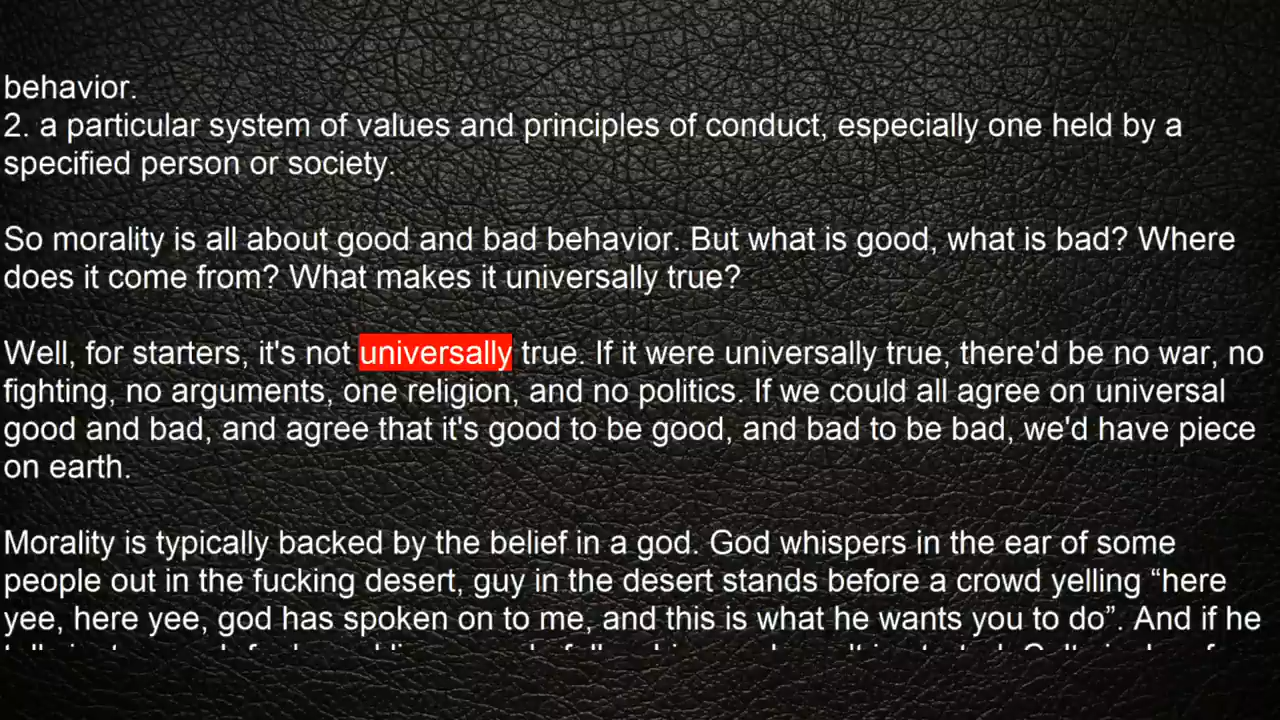 behavior.
2. a particular system of values and principles of conduct, especially one held by a
specified person or society.
So morality is all about good and bad behavior. But what is good, what is bad? Where
does it come from? What makes it universally true?
Well, for starters, it's not universally true. If it were universally true, there'd be no war, no
fighting, no arguments, one religion, and no politics. If we could all agree on universal
good and bad, and agree that it's good to be good, and bad to be bad, we'd have piece
on earth.
Morality is typically backed by the belief in a god. God whispers in the ear of some
people out in the fucking desert, guy in the desert stands before a crowd yelling “here
yee, here yee, god has spoken on to me, and this is what he wants you to do”. And if he